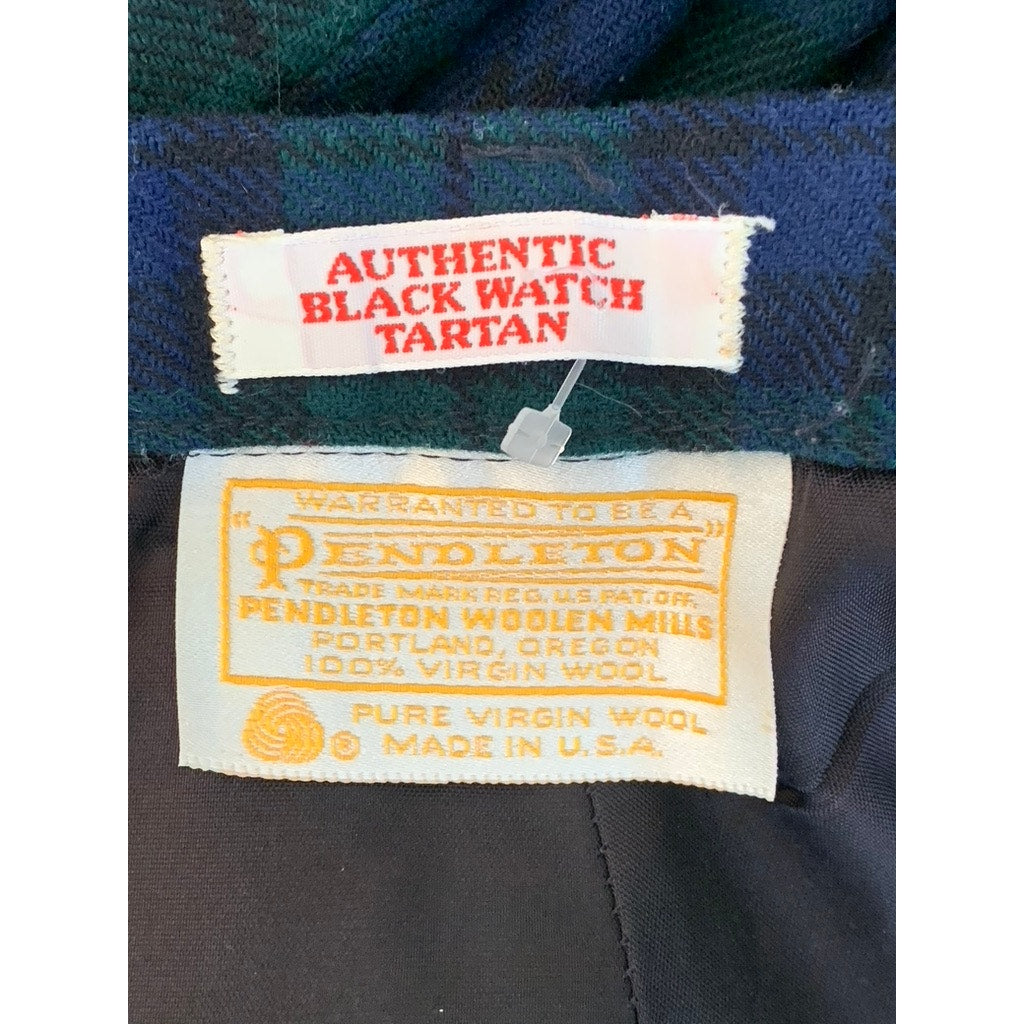 AUTHENTIC
BLACK WATCH
TARTAN
WARRANTED TO BE A
"PENDLETON"
TRADE MARK REG. U.S. PAT. OFF.
PENDLETON WOOLEN MILLS
PORTLAND, OREGON
100% VIRGIN WOOL
® PURE VIRGIN WOOL
MADE IN U.S.A.